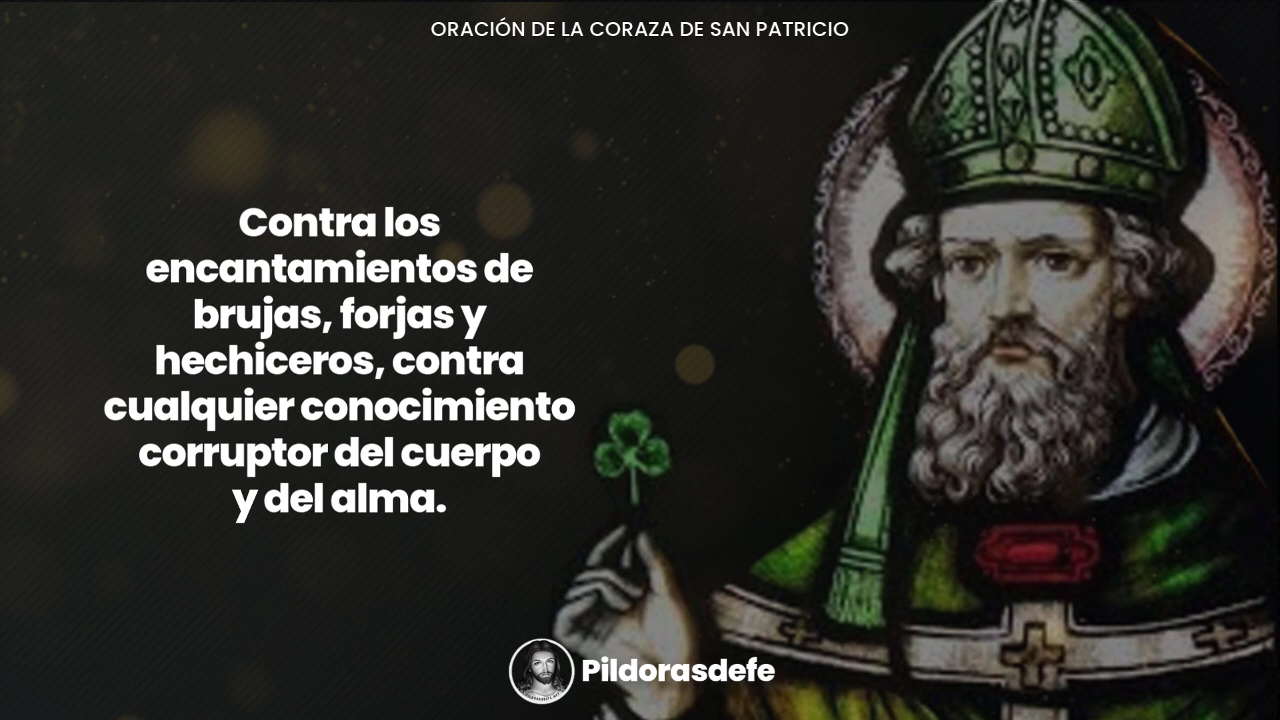 ORACIÓN DE LA CORAZA DE SAN PATRICIO
Contra los
encantamientos de
brujas, forjas y
hechiceros, contra
cualquier conocimiento
corruptor del cuerpo
y del alma.
Pildorasdefe